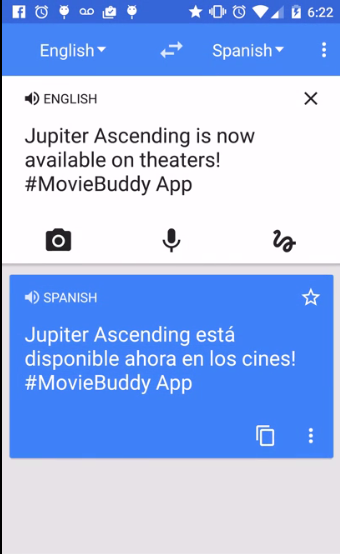 6:22
English Spanish
ENGLISH
Jupiter Ascending is now
available on theaters!
#MovieBuddy App
SPANISH
Jupiter Ascending está
disponible ahora en los cines!
#MovieBuddy App